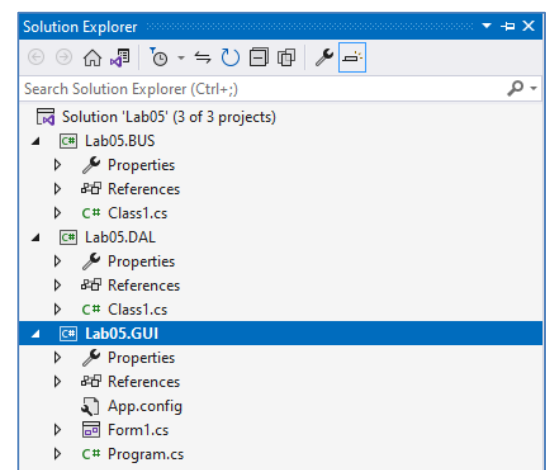 Solution Explorer
Search Solution Explorer (Ctrl+;)
Solution 'Lab05' (3 of 3 projects)
C# Lab05.BUS
Properties
References
C# Class1.cs
C# Lab05.DAL
Properties
References
C# Class1.cs
C# Lab05.GUI
Properties
References
App.config
Form1.cs
C# Program.cs